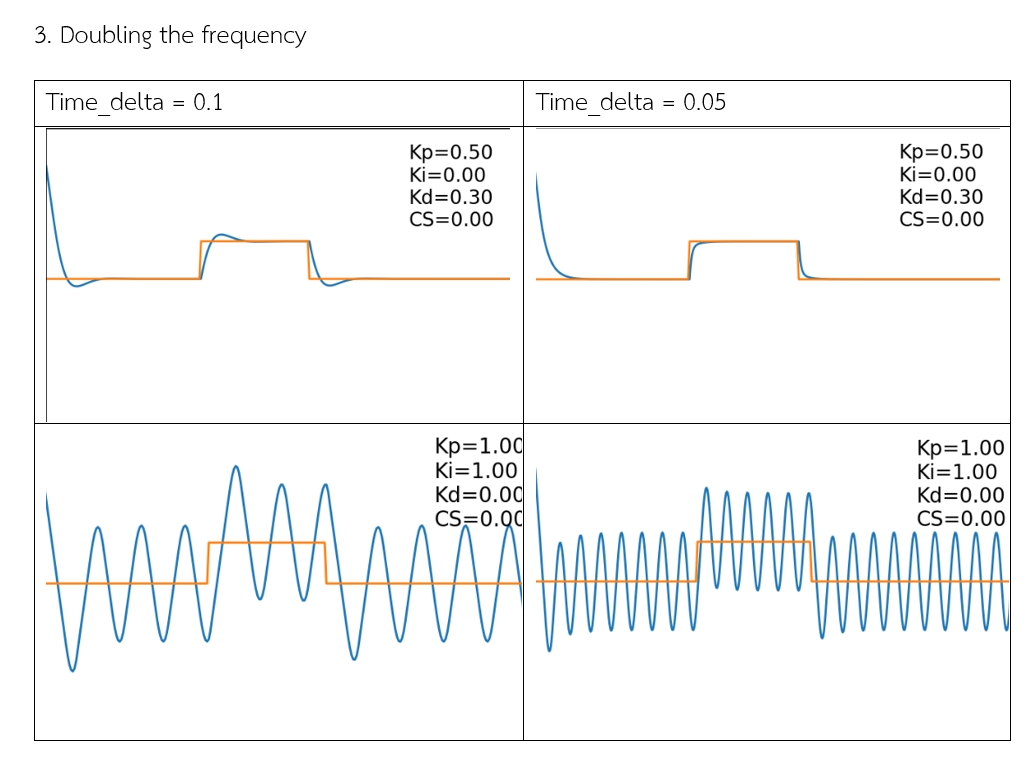 3. Doubling the frequency
Time_delta = 0.1
Time_delta = 0.05
Kp=0.50
Ki=0.00
Kd=0.30
CS=0.00
Kp=0.50
Ki=0.00
Kd=0.30
CS=0.00
Kp=1.00
Ki=1.00
Kd=0.00
CS=0.00
Kp=1.00
Ki=1.00
Kd=0.00
CS=0.00